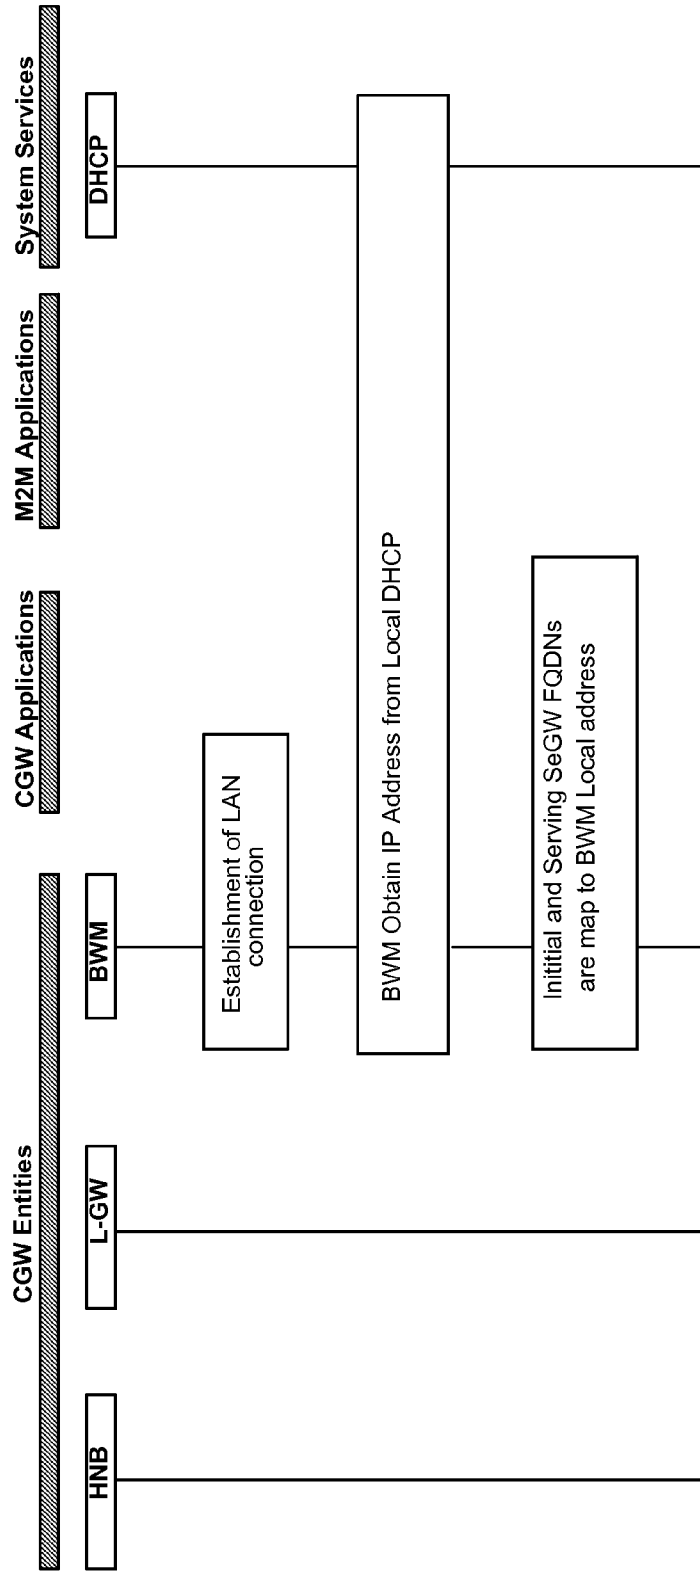 CGW Entities
CGW Applications
M2M Applications
System Services
HNB
L-GW
BWM
DHCP
Establishment of LAN
connection
BWM Obtain IP Address from Local DHCP
Inititial and Serving SeGW FQDNs
are map to BWM Local address